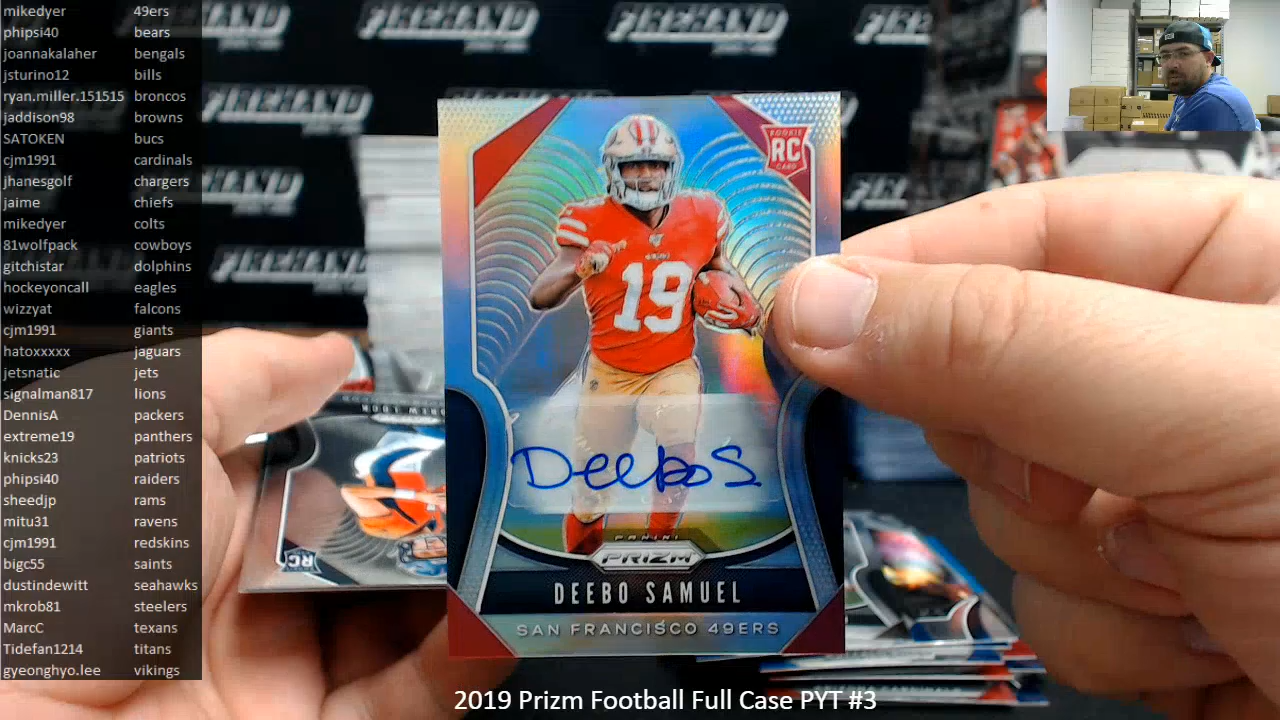 mikedyer 49ers
phipsi40 bears
joannakalaher bengals
jsturino12 bills
ryan.miller.151515 broncos
jaddison98 browns
SATOKEN bucs
cjm1991 cardinals
jhanesgolf chargers
jaime chiefs
mikedyer colts
81wolfpack cowboys
gitchistar dolphins
hockeyoncall eagles
wizzyat falcons
cjm1991 giants
hatoxxxxx jaguars
jetsnatic jets
signalman817 lions
DennisA packers
extreme19 panthers
knicks23 patriots
phipsi40 raiders
sheedjp rams
mitu31 ravens
cjm1991 redskins
bigc55 saints
dustindewitt seahawks
mkrob81 steelers
MarcC texans
Tidefan1214 titans
gyeonghyo.lee vikings
FIREHAND
ROOKIE
RC
CARD
19
DeeboS
PANINI
PRIZM
DEEBO SAMUEL
SAN FRANCISCO 49ERS
RC
2019 Prizm Football Full Case PYT #3